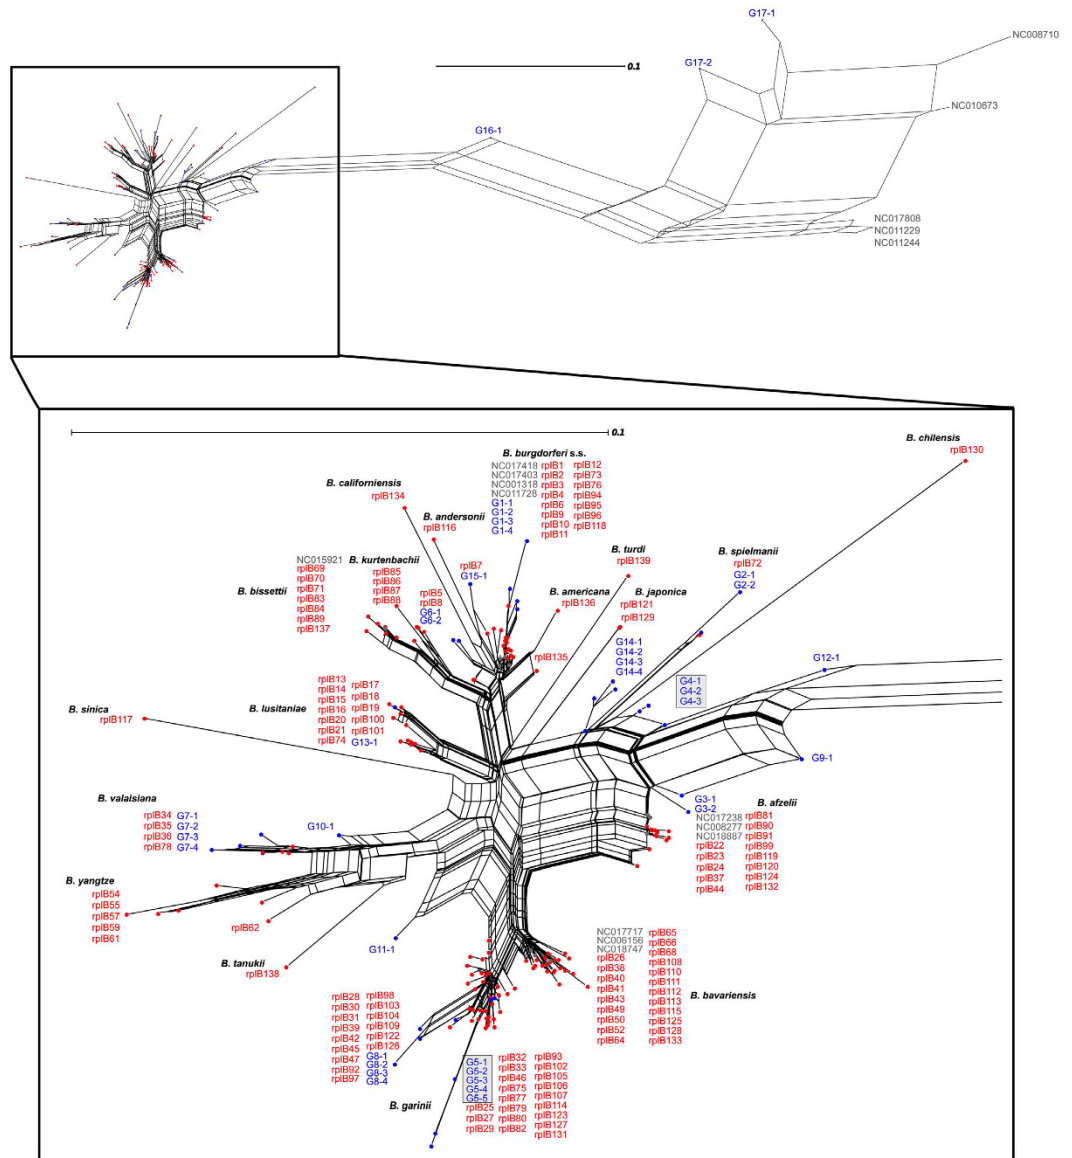 G17-1
NC008710
G17-2
0.1
NC010673
G16-1
NC017808
NC011229
NC011244
0.1
B. chilensis
rplB130
B. burgdorferi s.s.
NC017418 rplB1 rplB12
NC017403 rplB2 rplB73
NC001318 rplB3 rplB76
NC011728 rplB4 rplB94
G1-1 rplB6 rplB95
G1-2 rplB9 rplB96
G1-3 rplB10 rplB118
G1-4 rplB11
B. californiensis
rplB134
B. andersonii
rplB116
B. turdi
rplB139
B. spielmanii
rplB72
G2-1
G2-2
B. kurtenbachii
rplB85
rplB86
rplB87
rplB88
rplB7
G15-1
B. bissettii
NC015921
rplB69
rplB70
rplB71
rplB83
rplB84
rplB89
rplB137
rplB5
rplB8
G6-1
G6-2
B. americana
rplB136
B. japonica
rplB121
rplB129
rplB135
G14-1
G14-2
G14-3
G14-4
G12-1
G4-1
G4-2
G4-3
B. lusitaniae
rplB13
rplB14 rplB17
rplB15 rplB18
rplB16 rplB19
rplB20 rplB100
rplB21 rplB101
rplB74 G13-1
B. sinica
rplB117
G9-1
B. valaisiana
rplB34 G7-1
rplB35 G7-2
rplB36 G7-3
rplB78 G7-4
G10-1
G3-1
G3-2
B. afzelii
NC017238 rplB81
NC008277 rplB90
NC018887 rplB91
rplB22 rplB99
rplB23 rplB119
rplB24 rplB120
rplB37 rplB124
rplB44 rplB132
B. yangtze
rplB54
rplB55
rplB57
rplB59
rplB61
rplB62
G11-1
B. tanukii
rplB138
NC017717 rplB65
NC006156 rplB66
NC018747 rplB68
rplB26 rplB108
rplB38 rplB110
rplB40 rplB111
rplB41 rplB112
rplB43 rplB113
rplB49 rplB115
rplB50 rplB125
rplB52 rplB128
rplB64 rplB133
B. bavariensis
rplB28 rplB98
rplB30 rplB103
rplB31 rplB104
rplB39 rplB109
rplB42 rplB122
rplB45 rplB126
rplB47 G8-1
rplB92 G8-2
rplB97 G8-3
G8-4
B. garinii
G5-1 rplB32 rplB93
G5-2 rplB33 rplB102
G5-3 rplB46 rplB105
G5-4 rplB75 rplB106
G5-5 rplB77 rplB107
rplB25 rplB79 rplB114
rplB27 rplB80 rplB123
rplB29 rplB82 rplB127
rplB131